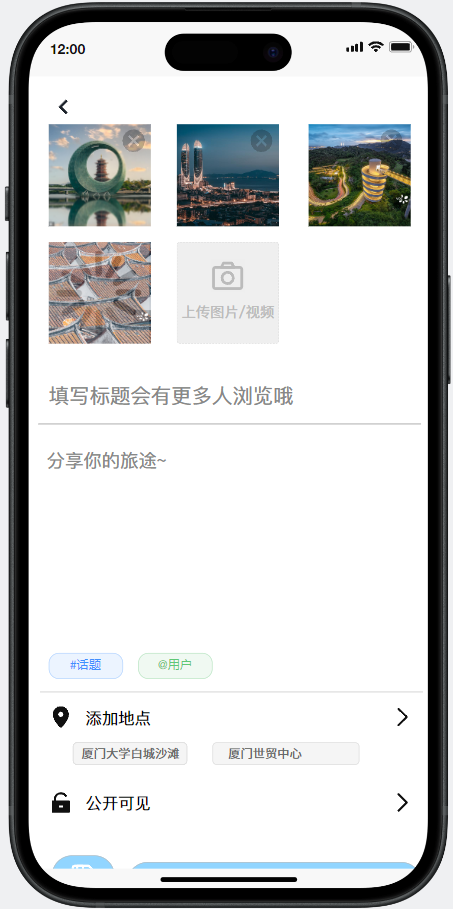 12:00
上传图片/视频
填写标题会有更多人浏览哦
分享你的旅途~
#话题
@用户
添加地点
厦门大学白城沙滩
厦门世贸中心
公开可见